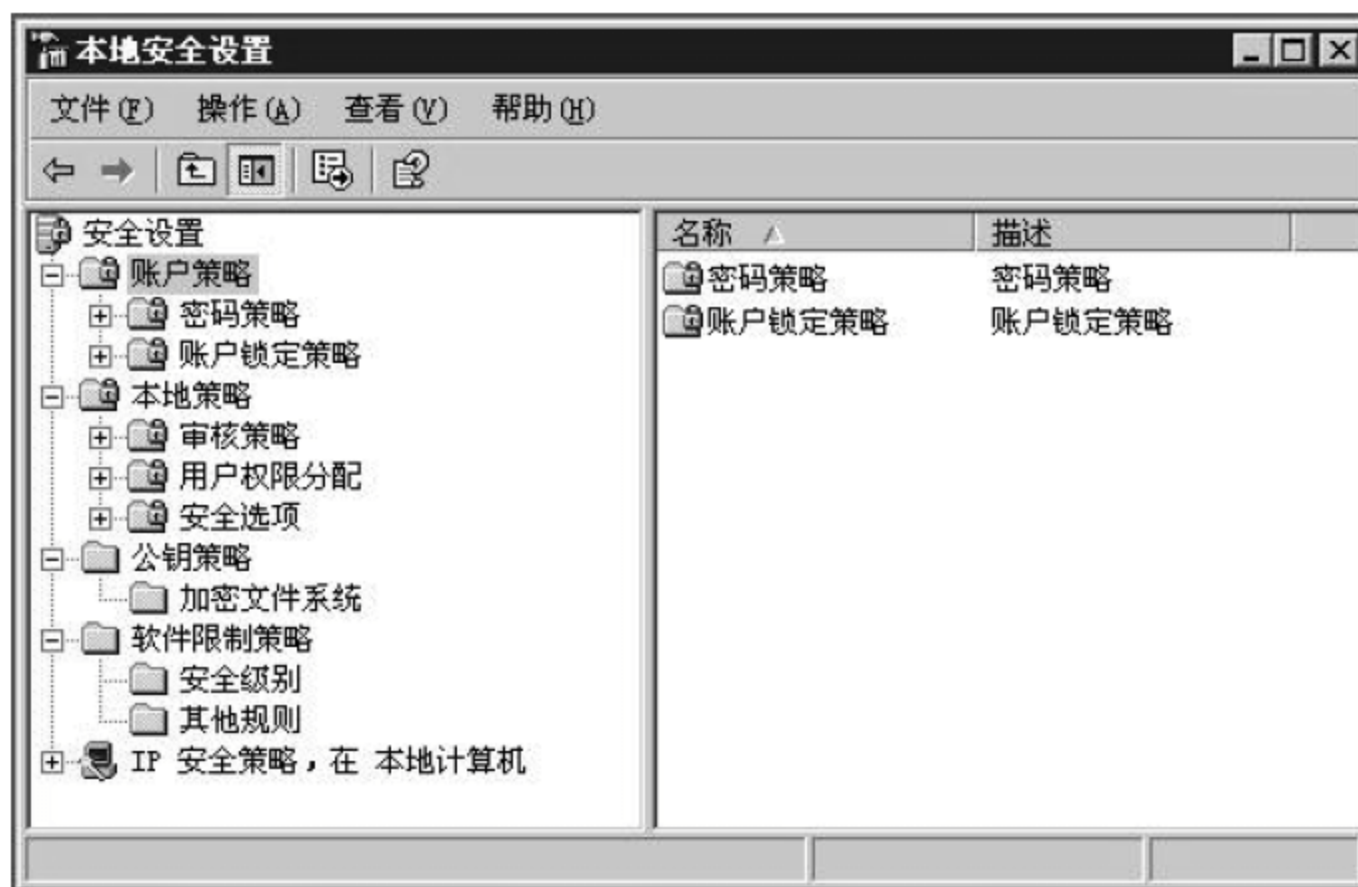 本地安全设置
文件(F) 操作(A) 查看(V) 帮助(H)
安全设置
账户策略
密码策略
账户锁定策略
本地策略
审核策略
用户权限分配
安全选项
公钥策略
加密文件系统
软件限制策略
安全级别
其他规则
IP 安全策略，在 本地计算机
名称 描述
密码策略 密码策略
账户锁定策略 账户锁定策略